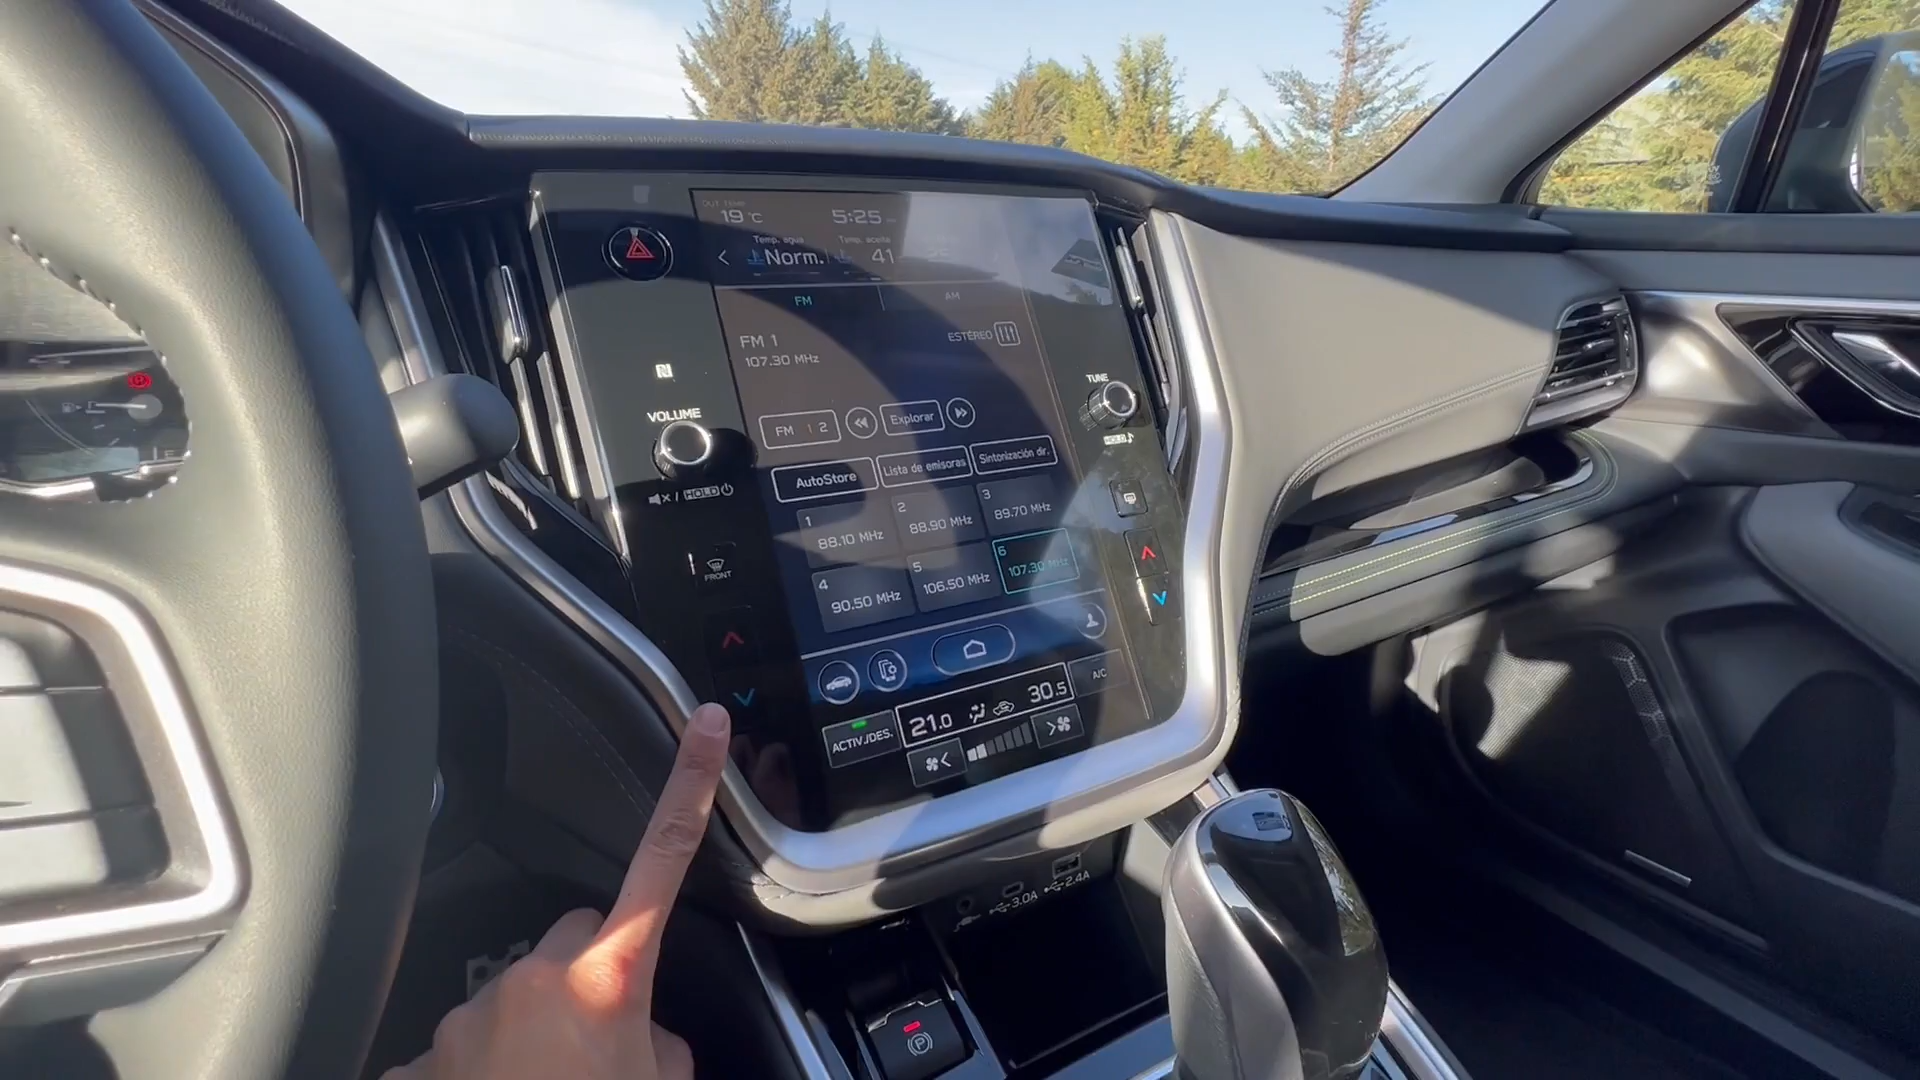 OUT TEMP
19 °C
5:25
Temp. agua
Temp. aceite
Norm.
41
FM
AM
FM 1
107.30 MHz
ESTÉREO
TUNE
HOLD
VOLUME
HOLD
FM 1 2
Explorar
AutoStore
Lista de emisoras
Sintonización dir.
1
88.10 MHz
2
88.90 MHz
3
89.70 MHz
4
90.50 MHz
5
106.50 MHz
6
107.30 MHz
FRONT
ACTIV./DES.
21.0
30.5
A/C
3.0A
2.4A
P